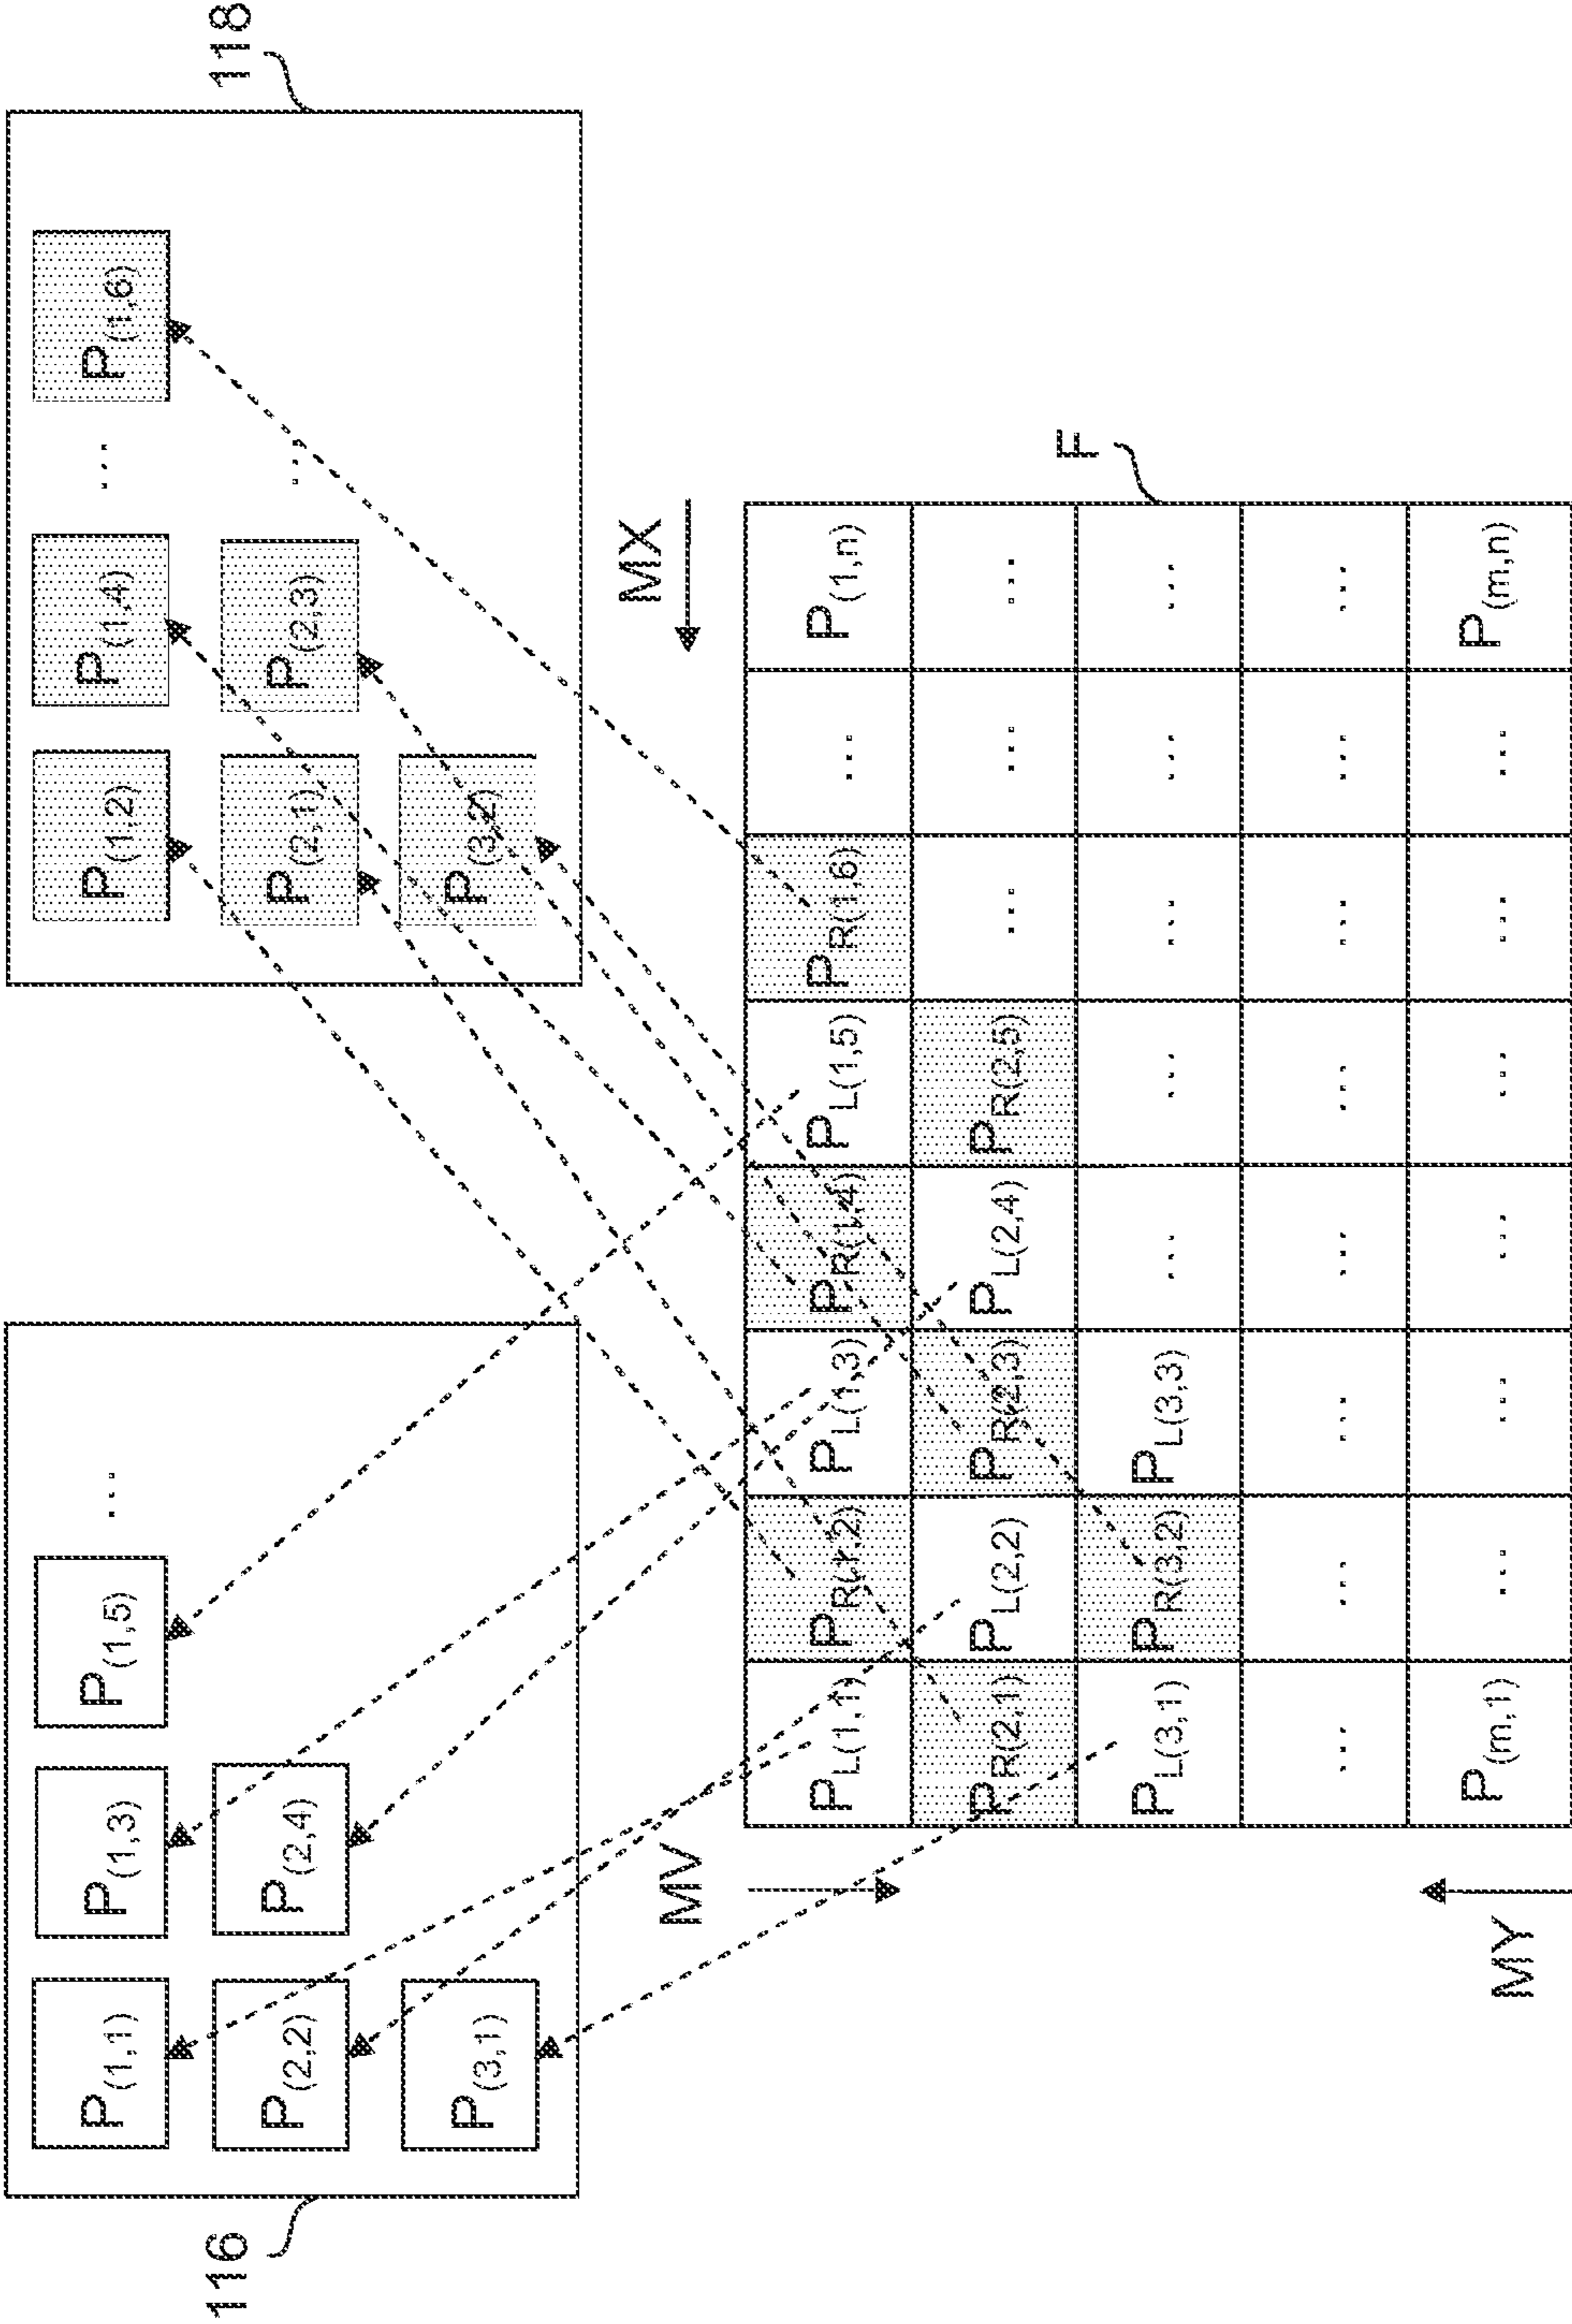 116
P(1,1) P(1,3) P(1,5) ...
P(2,2) P(2,4)
P(3,1)
118
P(1,2) P(1,4) ... P(1,6)
P(2,1) P(2,3) ...
P(3,2)
MV
MX
F
PL(1,1) PR(1,2) PL(1,3) PR(1,4) PL(1,5) PR(1,6) ... P(1,n)
PR(2,1) PL(2,2) PR(2,3) PL(2,4) PR(2,5) ... ... ...
PL(3,1) PR(3,2) PL(3,3) ... ... ... ... ...
... ... ... ... ... ... ... ...
P(m,1) ... ... ... ... ... ... P(m,n)
MY